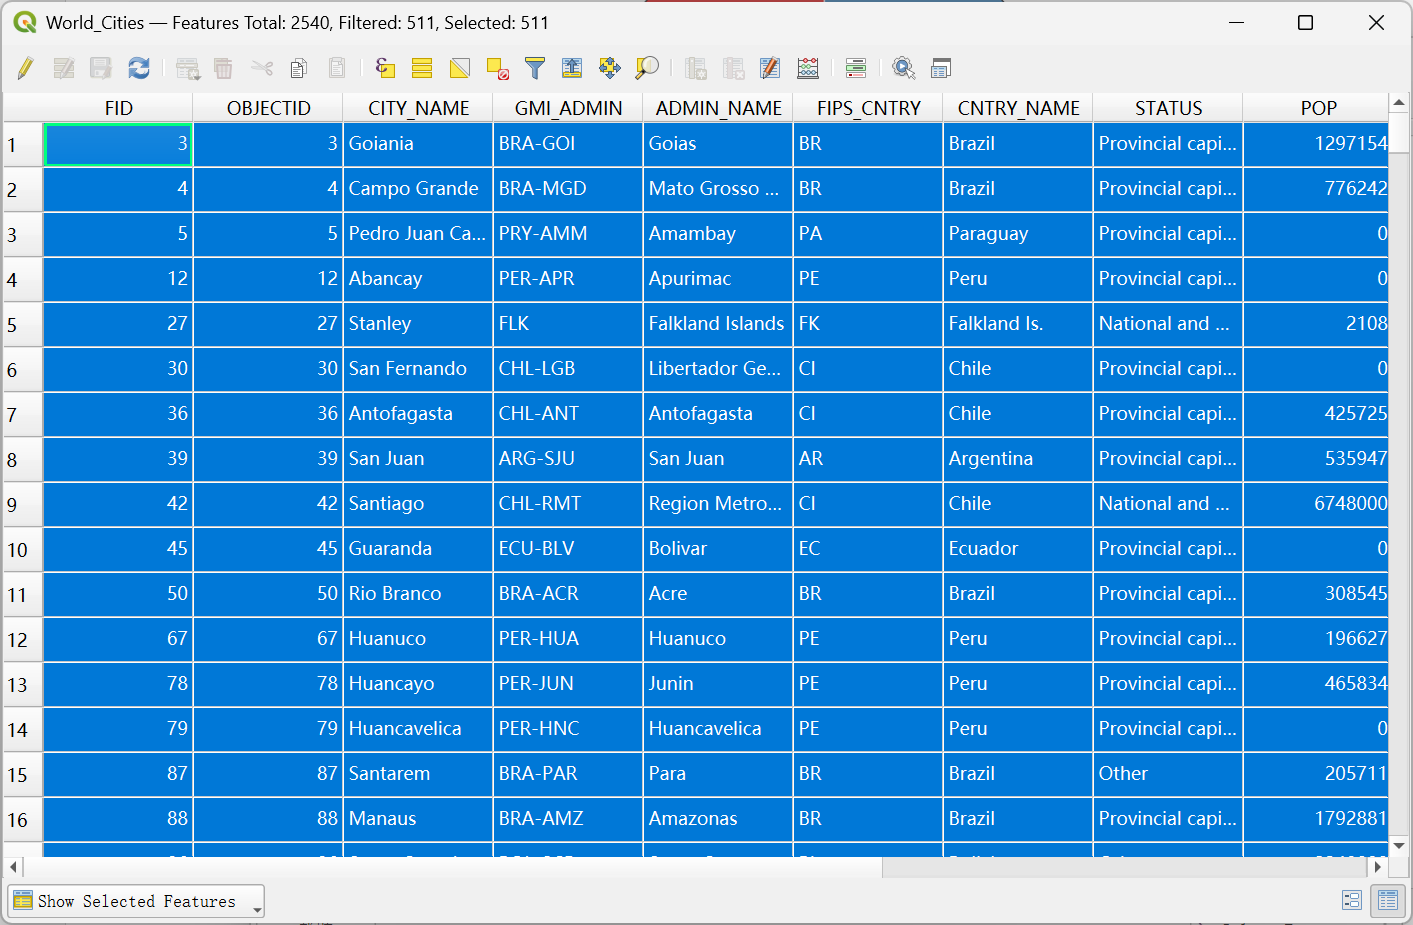 World_Cities — Features Total: 2540, Filtered: 511, Selected: 511
FID OBJECTID CITY_NAME GMI_ADMIN ADMIN_NAME FIPS_CNTRY CNTRY_NAME STATUS POP
1 3 3 Goiania BRA-GOI Goias BR Brazil Provincial capi... 1297154
2 4 4 Campo Grande BRA-MGD Mato Grosso ... BR Brazil Provincial capi... 776242
3 5 5 Pedro Juan Ca... PRY-AMM Amambay PA Paraguay Provincial capi... 0
4 12 12 Abancay PER-APR Apurimac PE Peru Provincial capi... 0
5 27 27 Stanley FLK Falkland Islands FK Falkland Is. National and ... 2108
6 30 30 San Fernando CHL-LGB Libertador Ge... CI Chile Provincial capi... 0
7 36 36 Antofagasta CHL-ANT Antofagasta CI Chile Provincial capi... 425725
8 39 39 San Juan ARG-SJU San Juan AR Argentina Provincial capi... 535947
9 42 42 Santiago CHL-RMT Region Metro... CI Chile National and ... 6748000
10 45 45 Guaranda ECU-BLV Bolivar EC Ecuador Provincial capi... 0
11 50 50 Rio Branco BRA-ACR Acre BR Brazil Provincial capi... 308545
12 67 67 Huanuco PER-HUA Huanuco PE Peru Provincial capi... 196627
13 78 78 Huancayo PER-JUN Junin PE Peru Provincial capi... 465834
14 79 79 Huancavelica PER-HNC Huancavelica PE Peru Provincial capi... 0
15 87 87 Santarem BRA-PAR Para BR Brazil Other 205711
16 88 88 Manaus BRA-AMZ Amazonas BR Brazil Provincial capi... 1792881
Show Selected Features